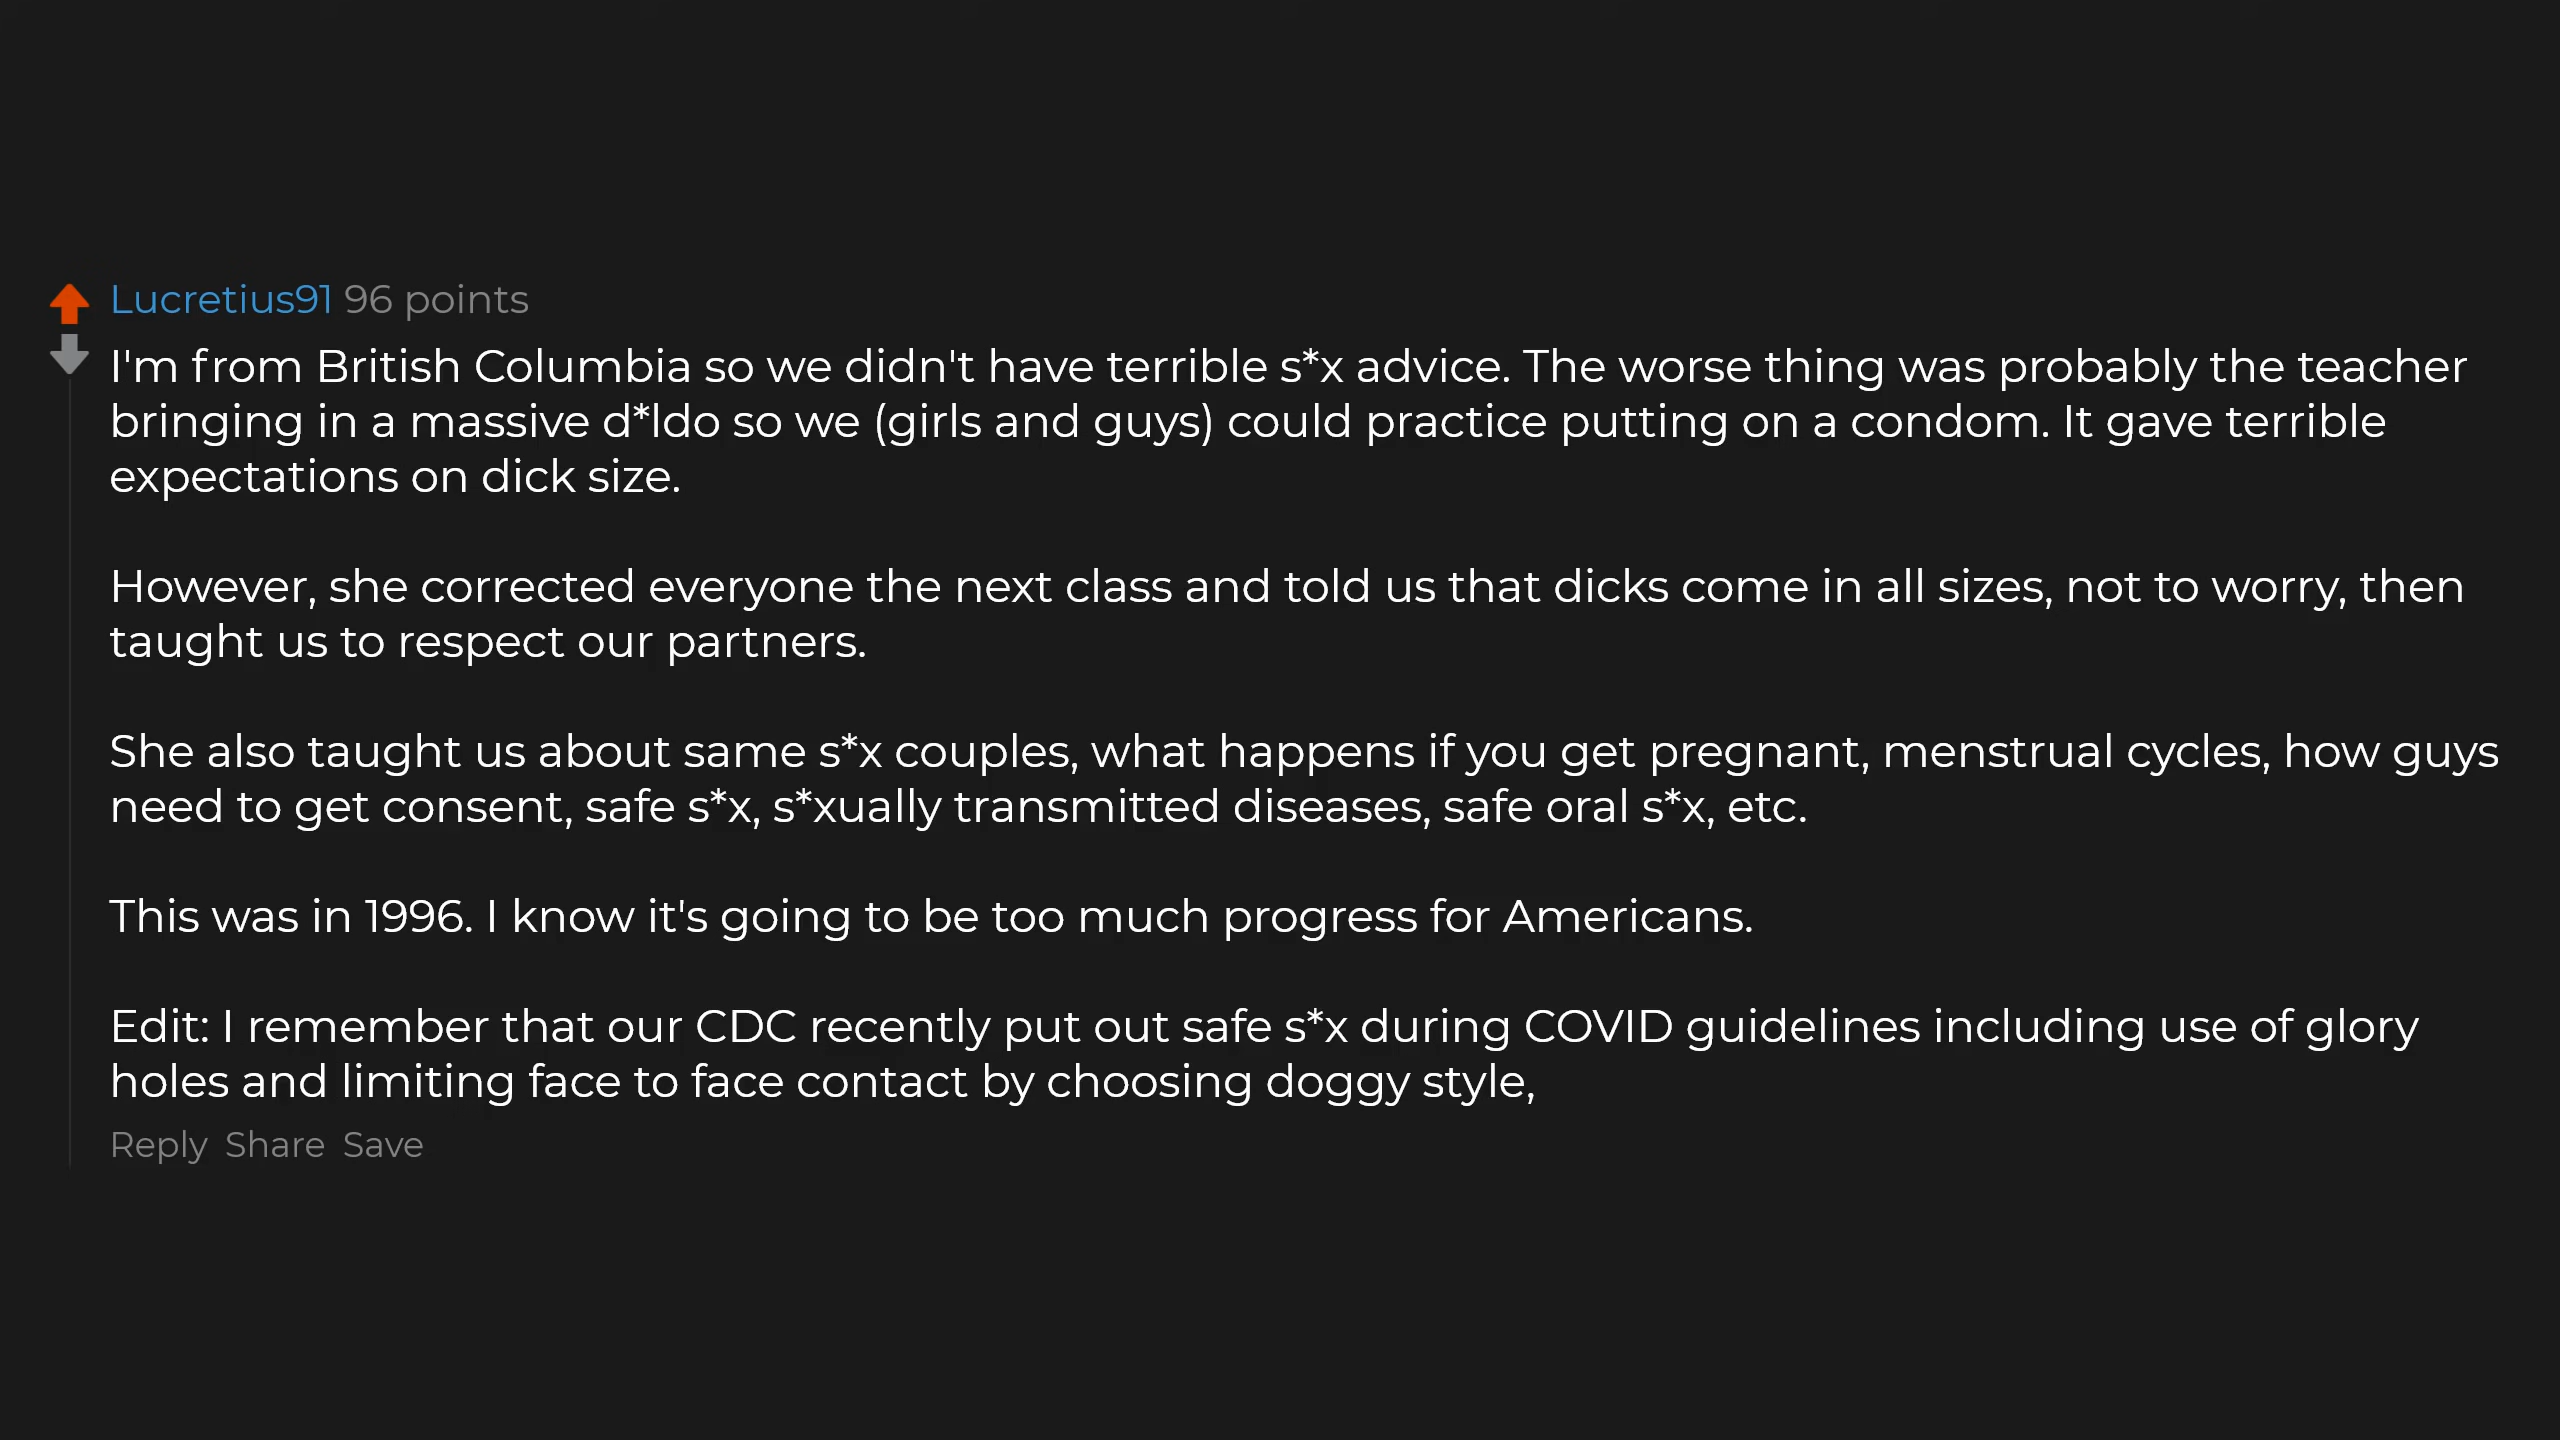 Lucretius91 96 points
I'm from British Columbia so we didn't have terrible s*x advice. The worse thing was probably the teacher
bringing in a massive d*ldo so we (girls and guys) could practice putting on a condom. It gave terrible
expectations on dick size.
However, she corrected everyone the next class and told us that dicks come in all sizes, not to worry, then
taught us to respect our partners.
She also taught us about same s*x couples, what happens if you get pregnant, menstrual cycles, how guys
need to get consent, safe s*x, s*xually transmitted diseases, safe oral s*x, etc.
This was in 1996. I know it's going to be too much progress for Americans.
Edit: I remember that our CDC recently put out safe s*x during COVID guidelines including use of glory
holes and limiting face to face contact by choosing doggy style,
Reply Share Save